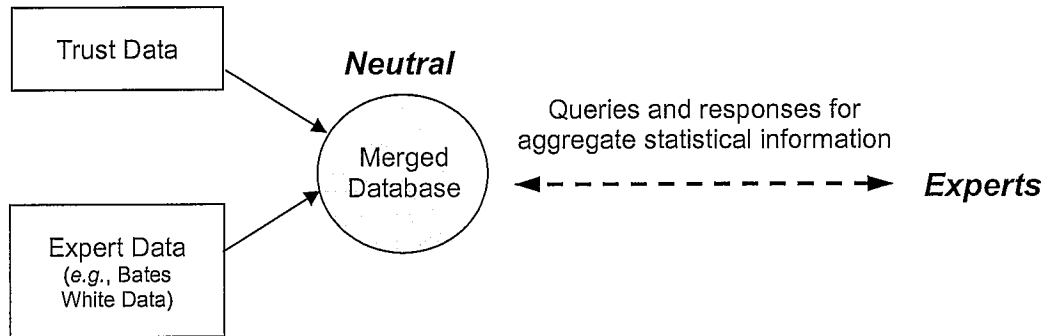 Trust Data
Neutral
Queries and responses for
aggregate statistical information
Merged
Database
Experts
Expert Data
(e.g., Bates
White Data)